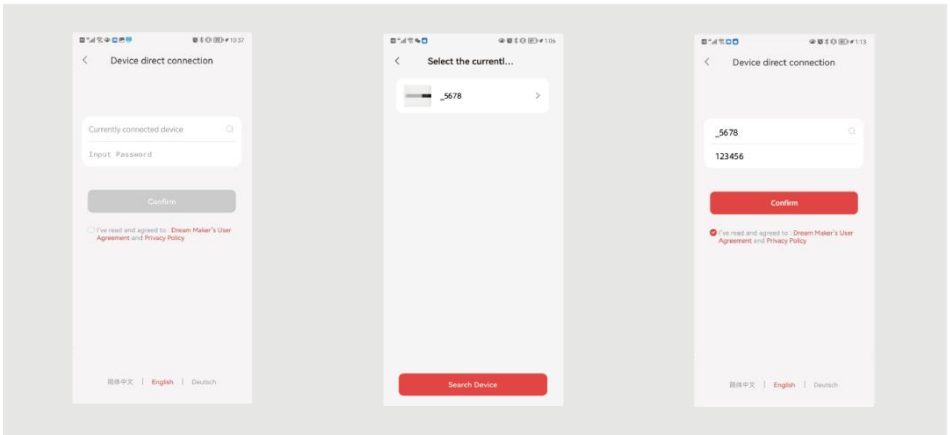 10:37
Device direct connection
Currently connected device
Input Password
Confirm
I've read and agreed to : Dream Maker's User
Agreement and Privacy Policy
简体中文 | English | Deutsch
1:06
Select the currentl...
_5678
Search Device
1:13
Device direct connection
_5678
123456
Confirm
I've read and agreed to : Dream Maker's User
Agreement and Privacy Policy
简体中文 | English | Deutsch